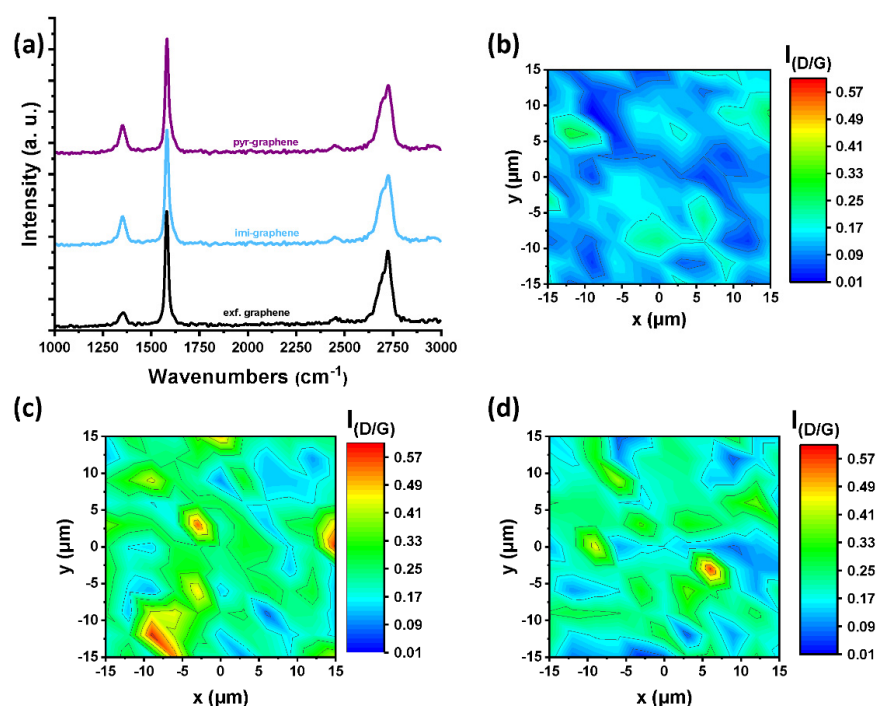 (a)
Intensity (a. u.)
pyr-graphene
imi-graphene
exf. graphene
1000 1250 1500 1750 2000 2250 2500 2750 3000
Wavenumbers (cm⁻¹)
(b)
I(D/G)
15
10
5
0
-5
-10
-15
y (µm)
-15 -10 -5 0 5 10 15
x (µm)
0.57
0.49
0.41
0.33
0.25
0.17
0.09
0.01
(c)
I(D/G)
15
10
5
0
-5
-10
-15
y (µm)
-15 -10 -5 0 5 10 15
x (µm)
0.57
0.49
0.41
0.33
0.25
0.17
0.09
0.01
(d)
I(D/G)
15
10
5
0
-5
-10
-15
y (µm)
-15 -10 -5 0 5 10 15
x (µm)
0.57
0.49
0.41
0.33
0.25
0.17
0.09
0.01